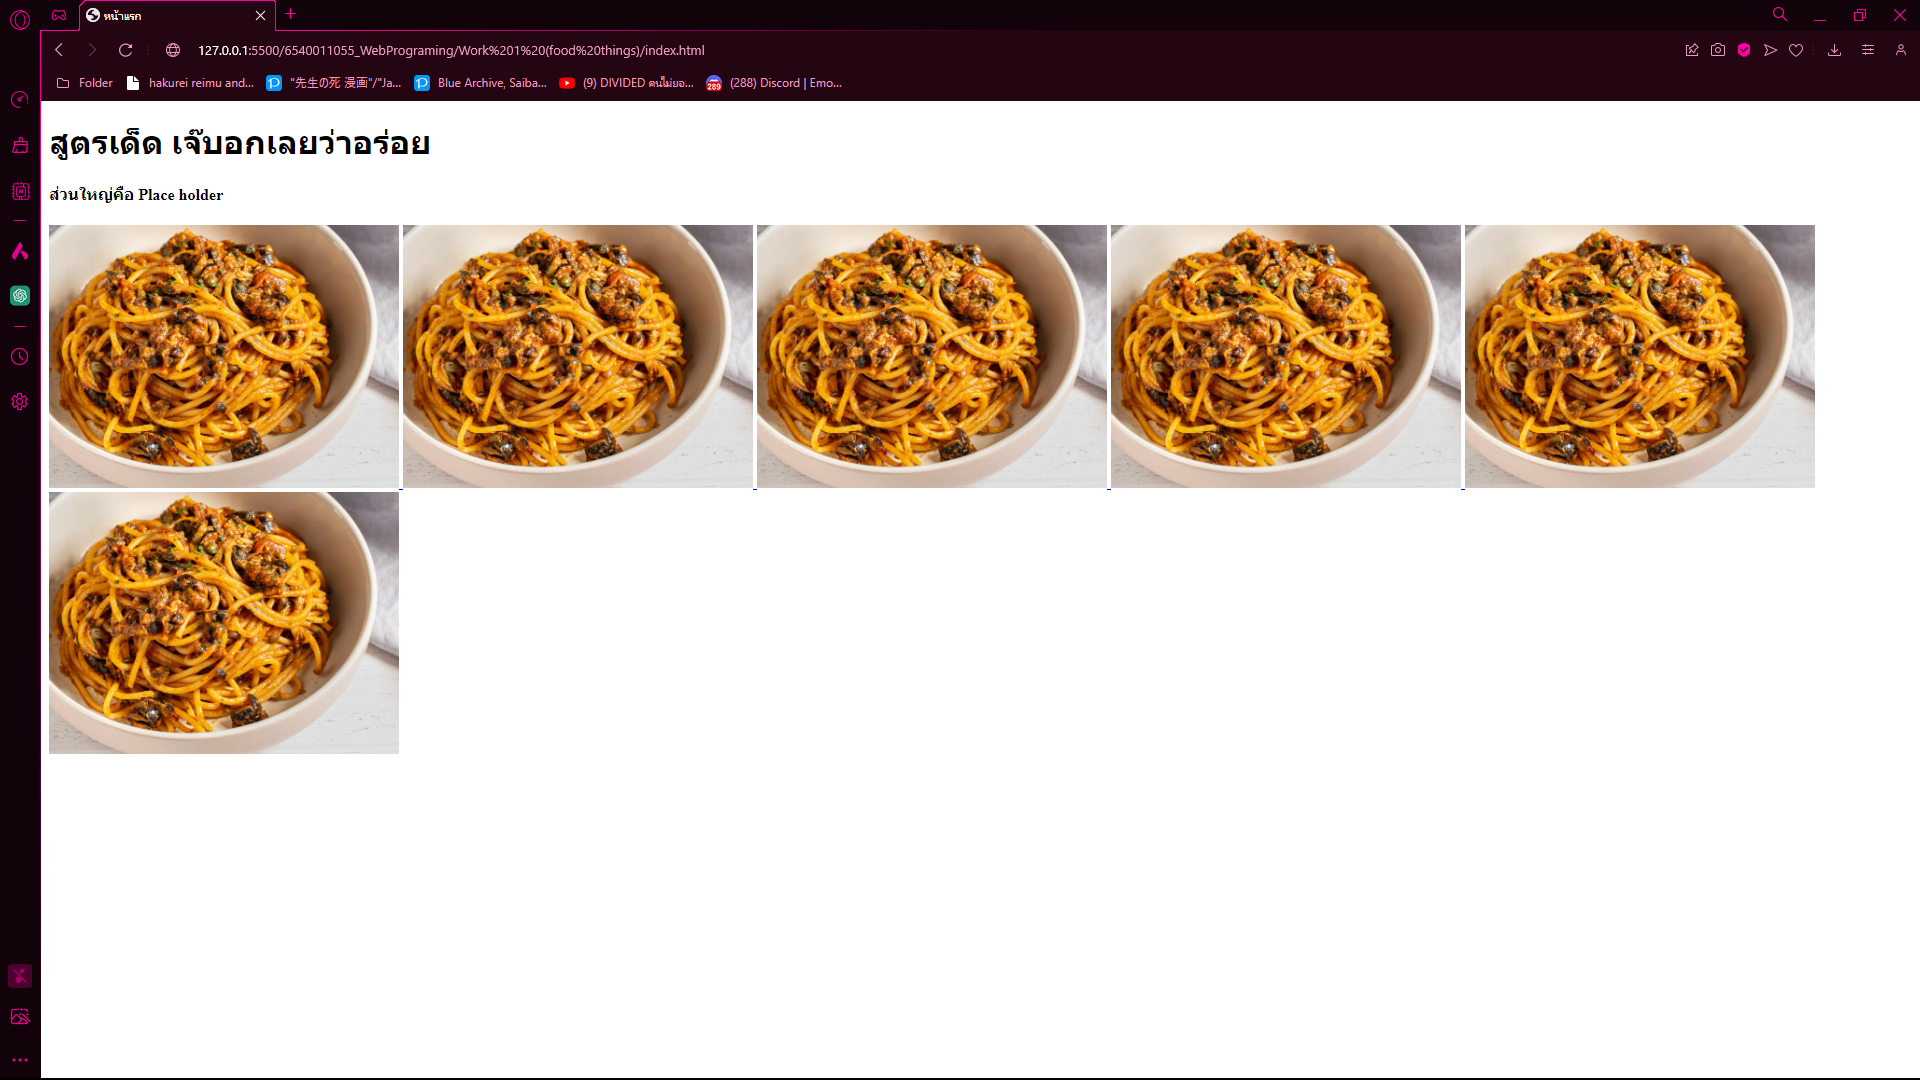 หน้าแรก
127.0.0.1:5500/6540011055_WebPrograming/Work%201%20(food%20things)/index.html
Folder hakurei reimu and... "先生の死 漫画"/"Ja... Blue Archive, Saiba... (9) DIVIDED คนไม่ยอ... 289 (288) Discord | Emo...
สูตรเด็ด เจ๊บอกเลยว่าอร่อย
ส่วนใหญ่คือ Place holder